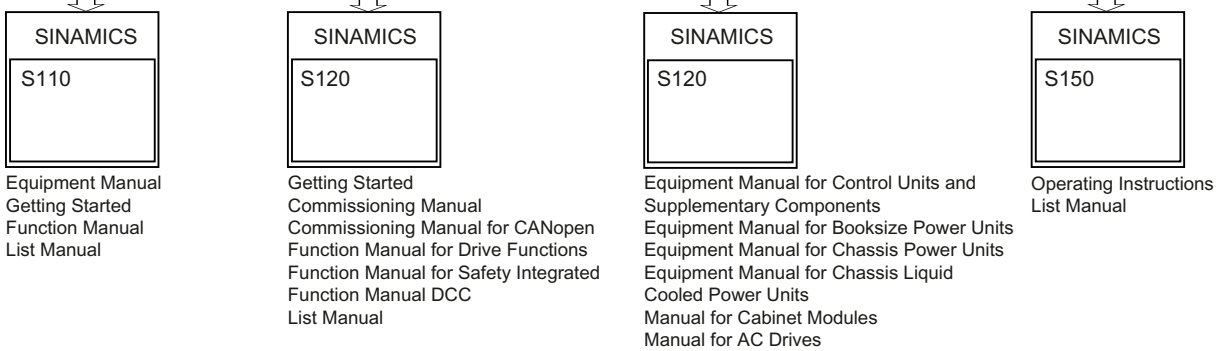 SINAMICS
S110
Equipment Manual
Getting Started
Function Manual
List Manual
SINAMICS
S120
Getting Started
Commissioning Manual
Commissioning Manual for CANopen
Function Manual for Drive Functions
Function Manual for Safety Integrated
Function Manual DCC
List Manual
SINAMICS
S120
Equipment Manual for Control Units and
Supplementary Components
Equipment Manual for Booksize Power Units
Equipment Manual for Chassis Power Units
Equipment Manual for Chassis Liquid
Cooled Power Units
Manual for Cabinet Modules
Manual for AC Drives
SINAMICS
S150
Operating Instructions
List Manual